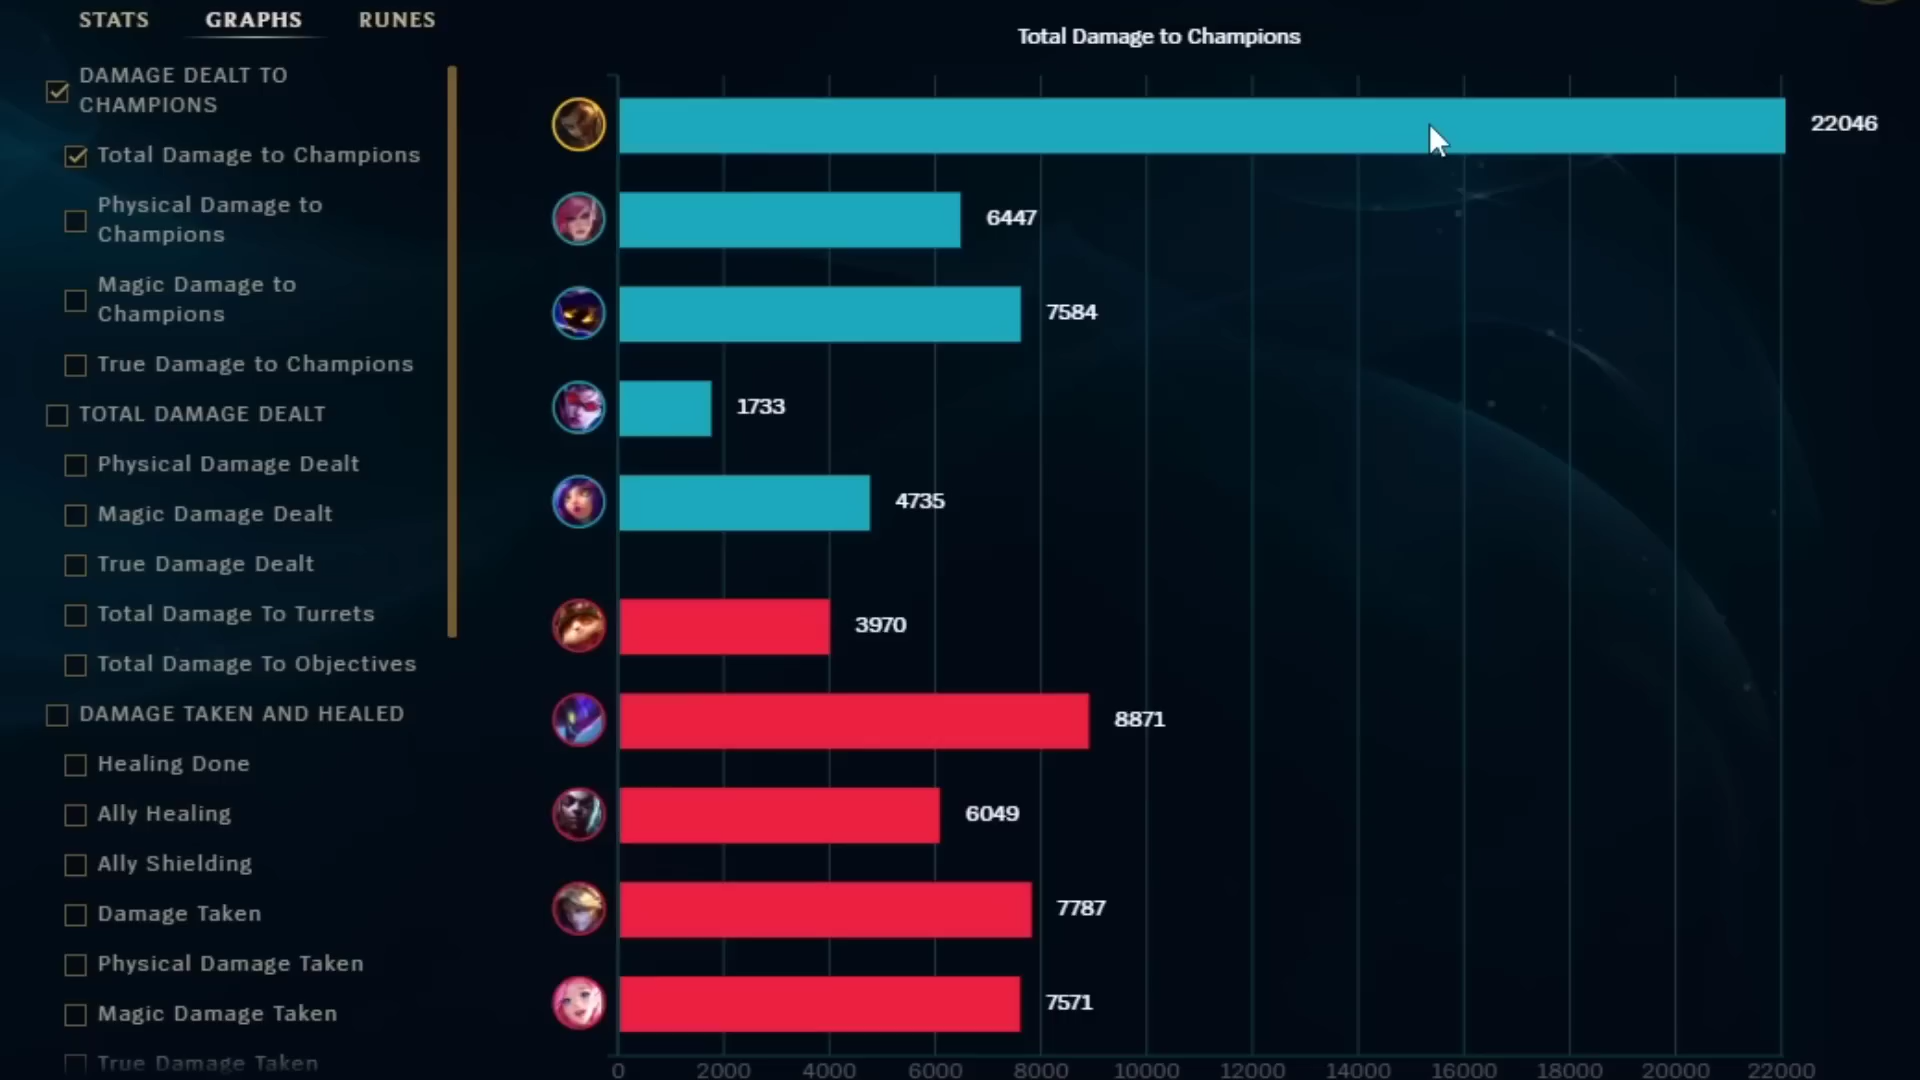 STATS GRAPHS RUNES
DAMAGE DEALT TO
CHAMPIONS
Total Damage to Champions
Physical Damage to
Champions
Magic Damage to
Champions
True Damage to Champions
TOTAL DAMAGE DEALT
Physical Damage Dealt
Magic Damage Dealt
True Damage Dealt
Total Damage To Turrets
Total Damage To Objectives
DAMAGE TAKEN AND HEALED
Healing Done
Ally Healing
Ally Shielding
Damage Taken
Physical Damage Taken
Magic Damage Taken
True Damage Taken
Total Damage to Champions
22046
6447
7584
1733
4735
3970
8871
6049
7787
7571
0 2000 4000 6000 8000 10000 12000 14000 16000 18000 20000 22000